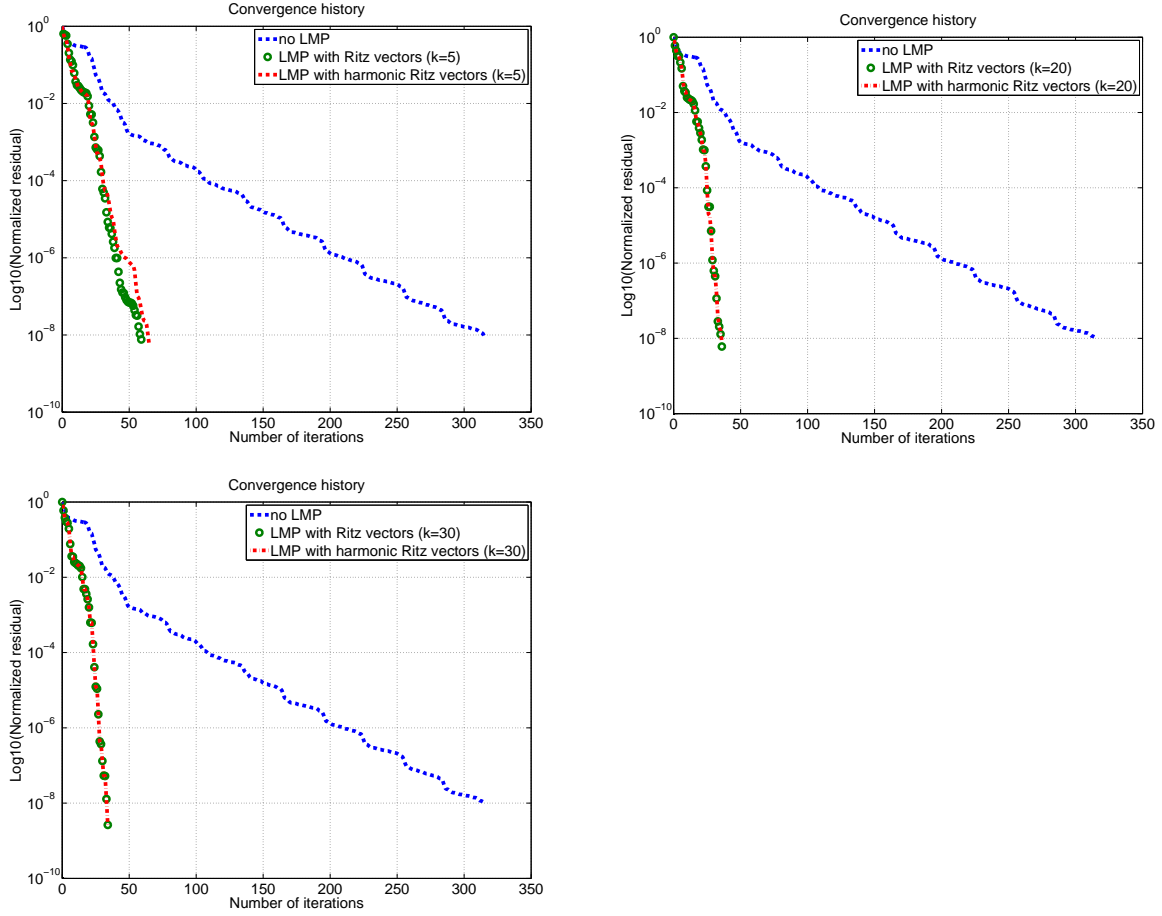 Convergence history
no LMP
LMP with Ritz vectors (k=5)
LMP with harmonic Ritz vectors (k=5)
Log10(Normalized residual)
10^0
10^-2
10^-4
10^-6
10^-8
10^-10
0 50 100 150 200 250 300 350
Number of iterations
Convergence history
no LMP
LMP with Ritz vectors (k=20)
LMP with harmonic Ritz vectors (k=20)
Log10(Normalized residual)
10^0
10^-2
10^-4
10^-6
10^-8
10^-10
0 50 100 150 200 250 300 350
Number of iterations
Convergence history
no LMP
LMP with Ritz vectors (k=30)
LMP with harmonic Ritz vectors (k=30)
Log10(Normalized residual)
10^0
10^-2
10^-4
10^-6
10^-8
10^-10
0 50 100 150 200 250 300 350
Number of iterations